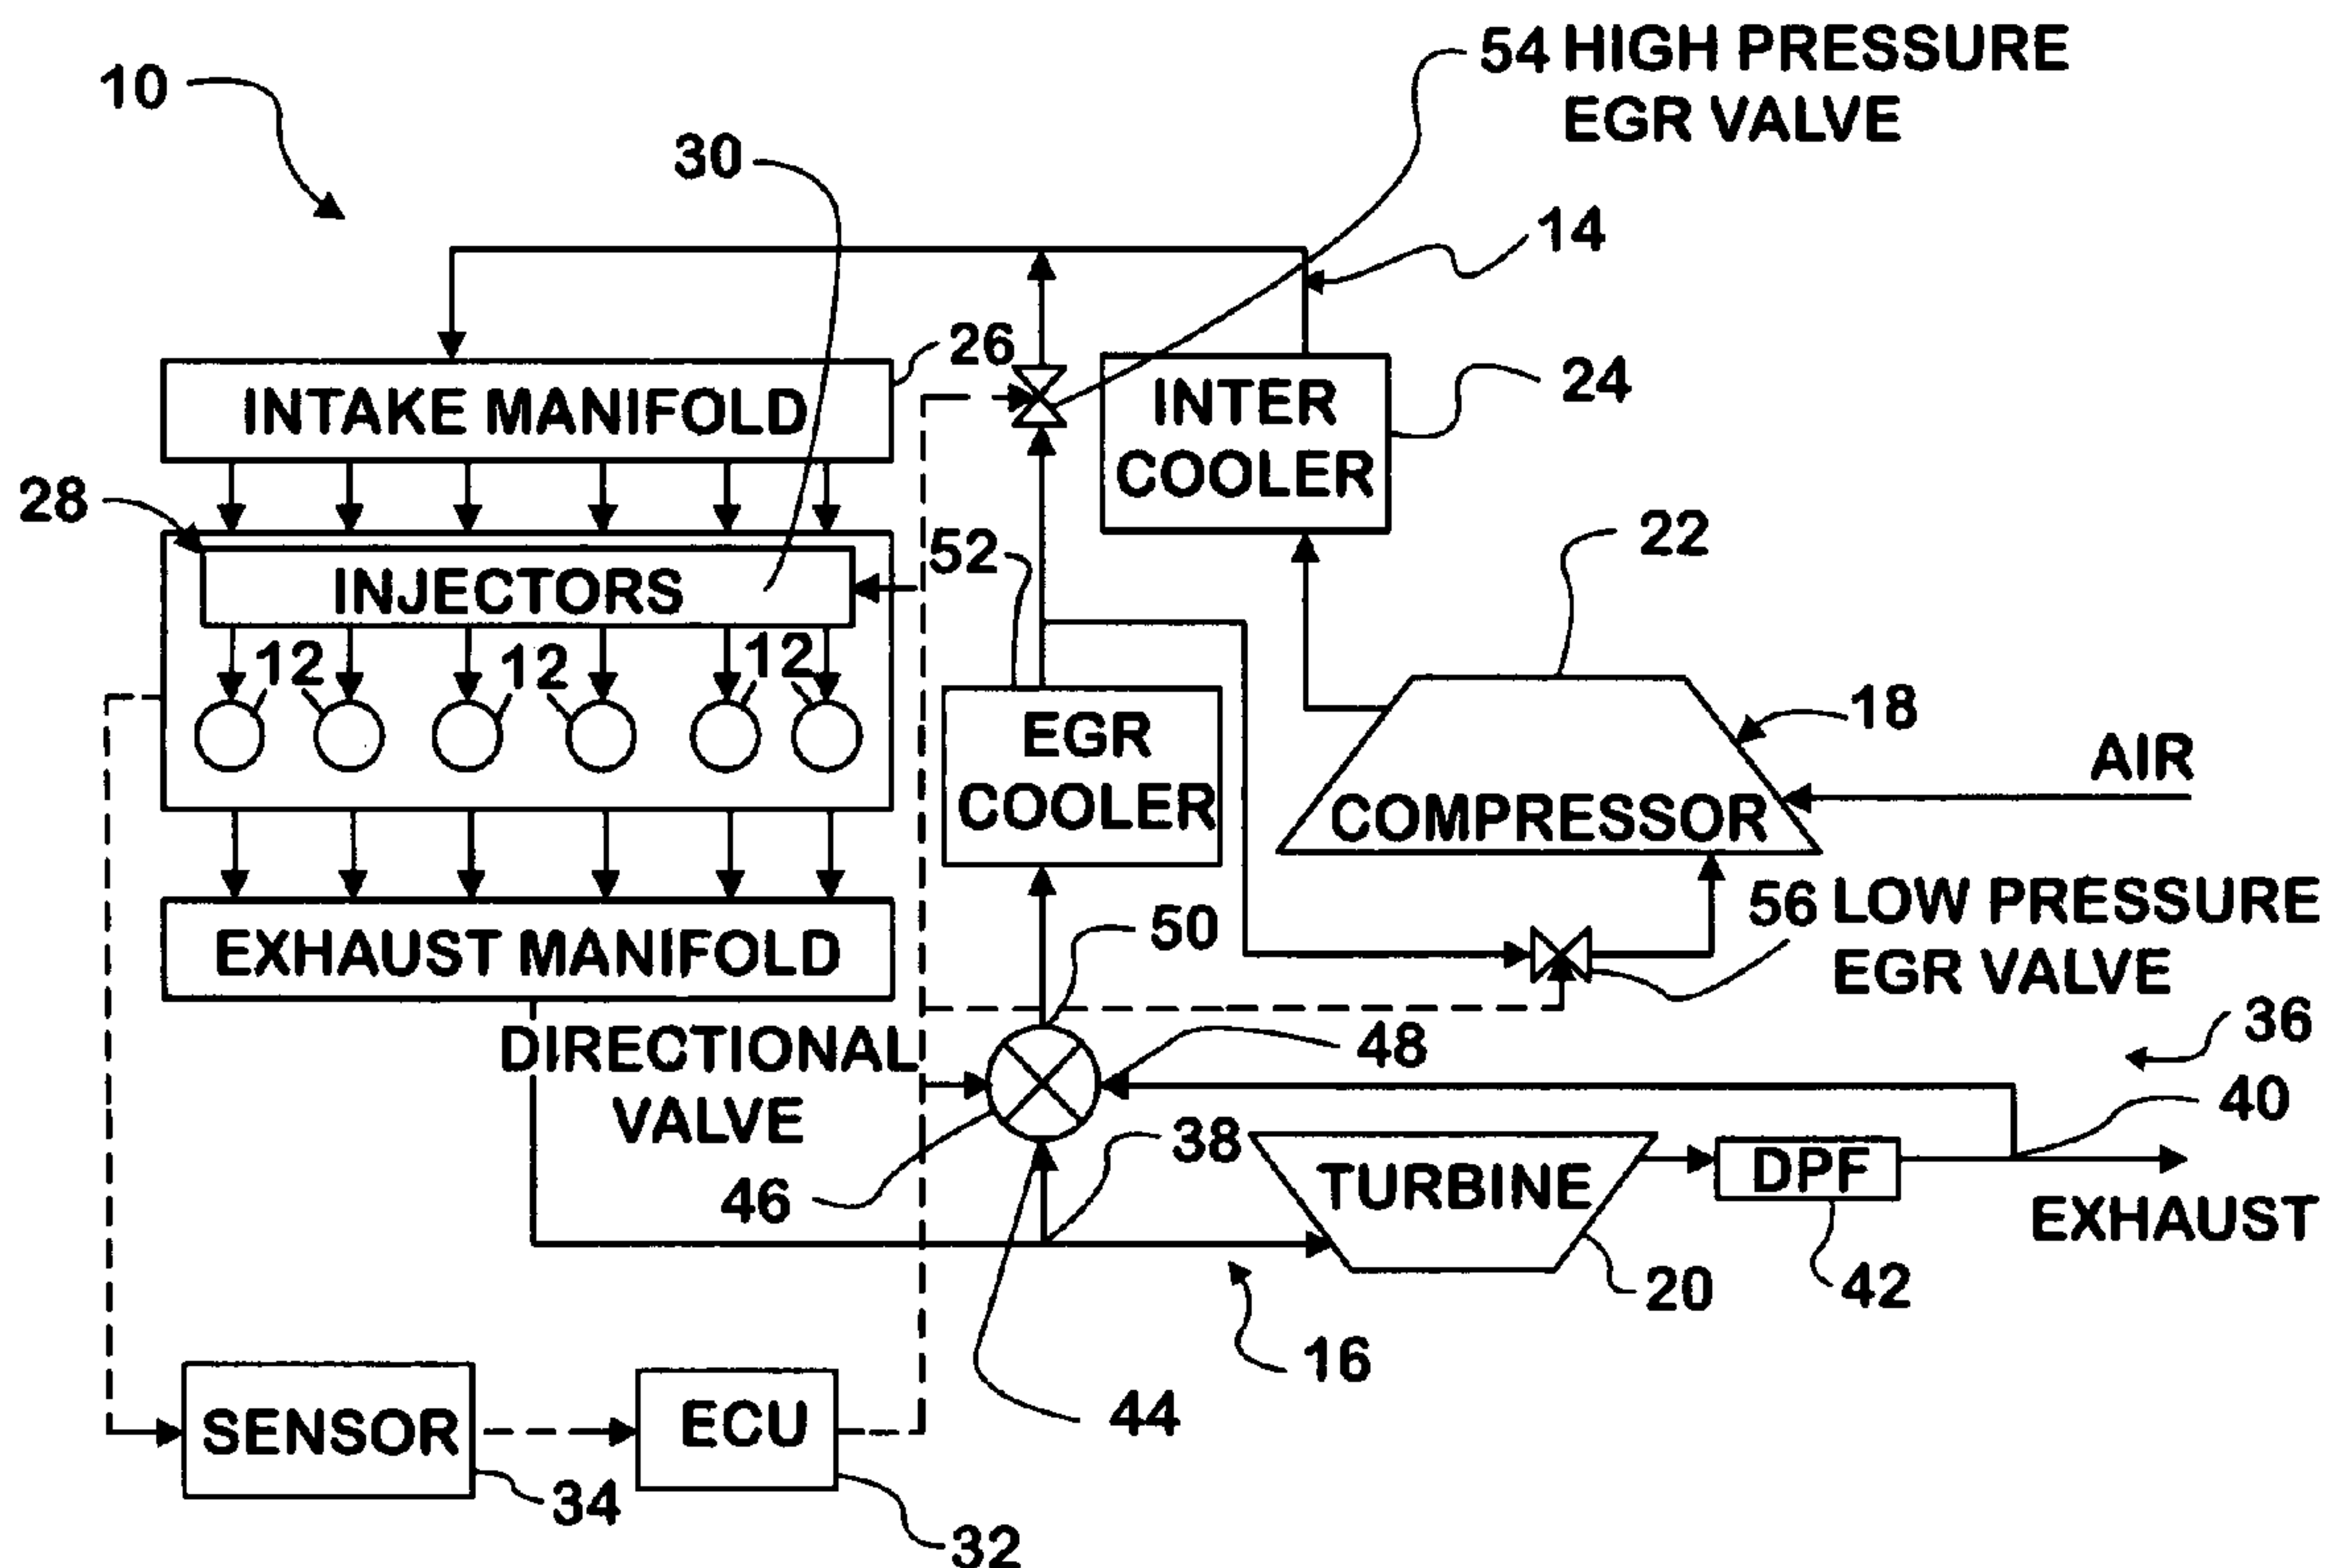 54 HIGH PRESSURE
EGR VALVE
10
30
14
26
INTAKE MANIFOLD
INTER
COOLER
24
28
52
22
INJECTORS
12 12 12
18
EGR
COOLER
AIR
COMPRESSOR
50
56 LOW PRESSURE
EGR VALVE
EXHAUST MANIFOLD
36
DIRECTIONAL
VALVE
48
40
38
46
TURBINE
DPF
EXHAUST
20
42
16
44
SENSOR
ECU
34
32